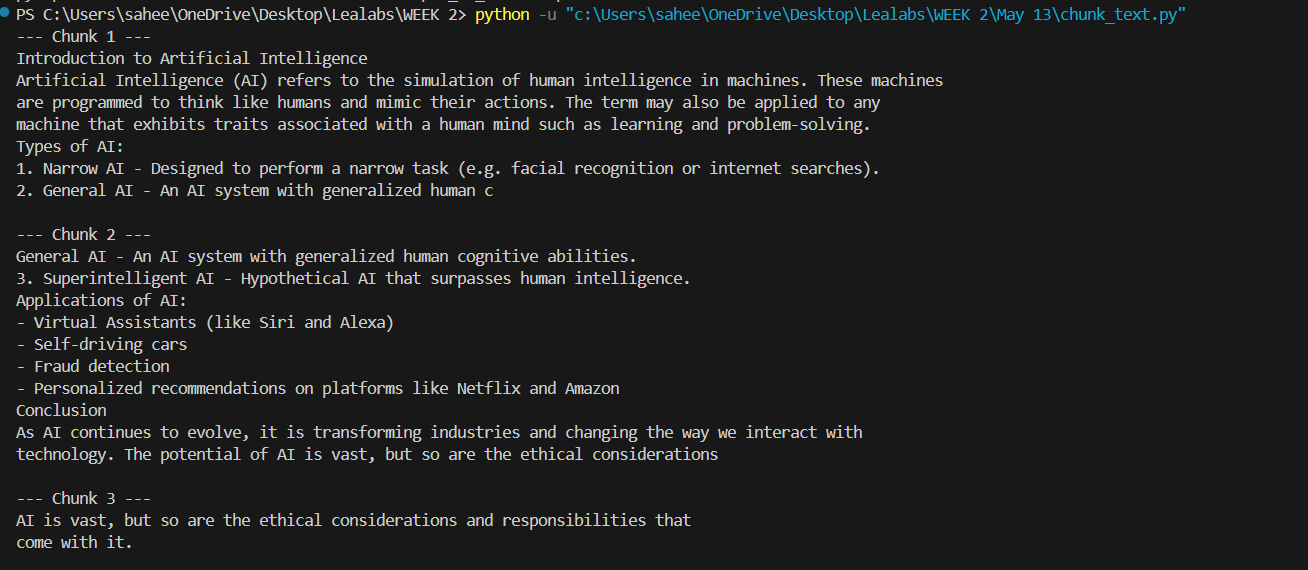 PS C:\Users\sahee\OneDrive\Desktop\Lealabs\WEEK 2> python -u "c:\Users\sahee\OneDrive\Desktop\Lealabs\WEEK 2\May 13\chunk_text.py"
--- Chunk 1 ---
Introduction to Artificial Intelligence
Artificial Intelligence (AI) refers to the simulation of human intelligence in machines. These machines
are programmed to think like humans and mimic their actions. The term may also be applied to any
machine that exhibits traits associated with a human mind such as learning and problem-solving.
Types of AI:
1. Narrow AI - Designed to perform a narrow task (e.g. facial recognition or internet searches).
2. General AI - An AI system with generalized human c

--- Chunk 2 ---
General AI - An AI system with generalized human cognitive abilities.
3. Superintelligent AI - Hypothetical AI that surpasses human intelligence.
Applications of AI:
- Virtual Assistants (like Siri and Alexa)
- Self-driving cars
- Fraud detection
- Personalized recommendations on platforms like Netflix and Amazon
Conclusion
As AI continues to evolve, it is transforming industries and changing the way we interact with
technology. The potential of AI is vast, but so are the ethical considerations

--- Chunk 3 ---
AI is vast, but so are the ethical considerations and responsibilities that
come with it.